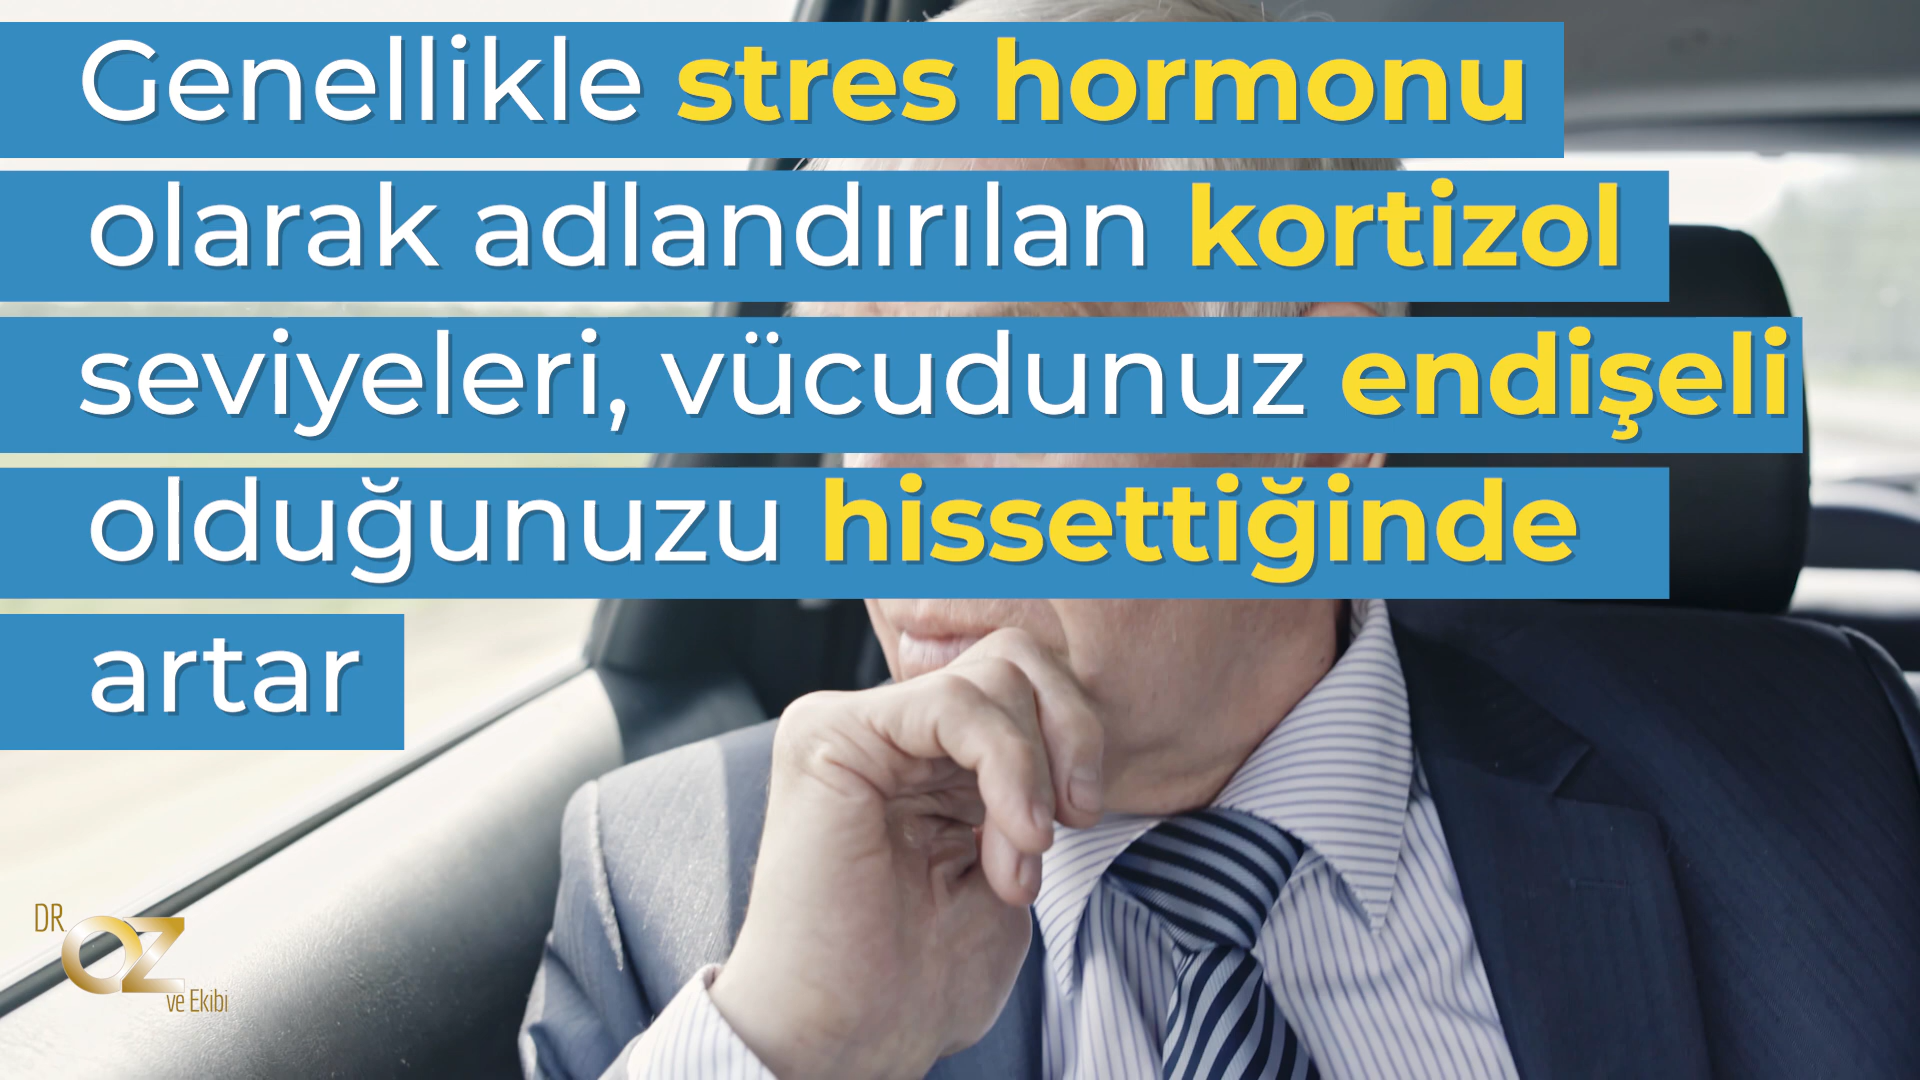 Genellikle stres hormonu
olarak adlandırılan kortizol
seviyeleri, vücudunuz endişeli
olduğunuzu hissettiğinde
artar
DR.
OZ
ve Ekibi